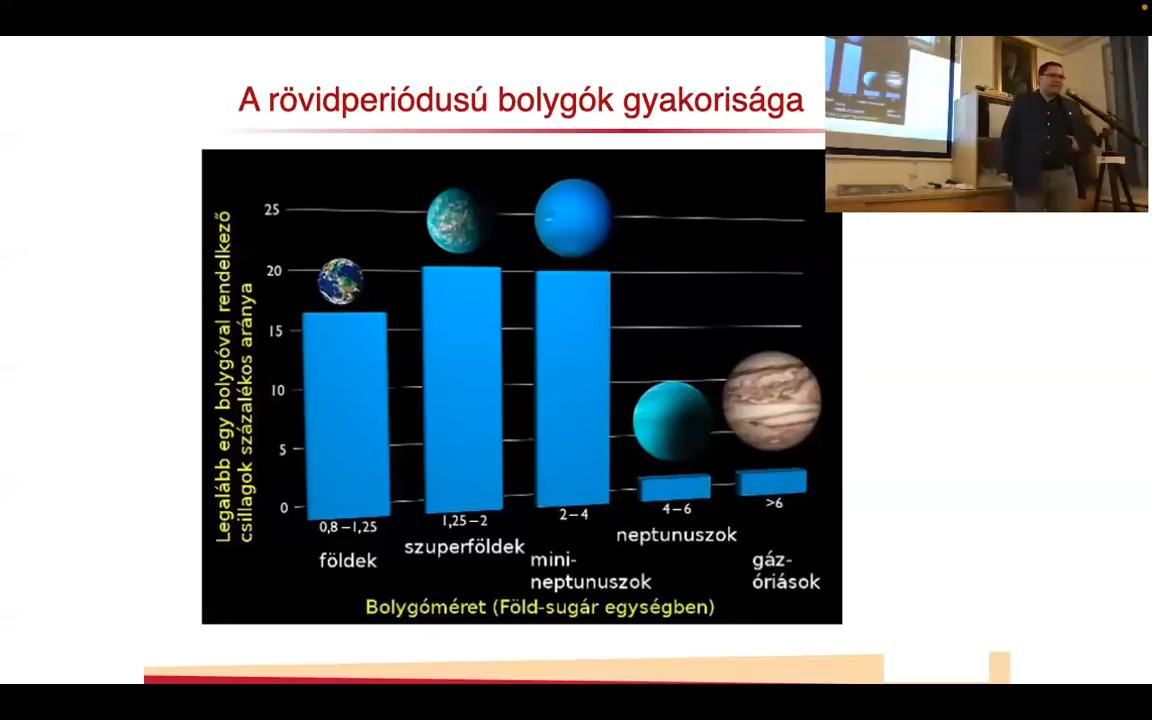 A rövidperiódusú bolygók gyakorisága
Legalább egy bolygóval rendelkező
csillagok százalékos aránya
25
20
15
10
5
0
0,8–1,25
1,25–2
2–4
4–6
>6
földek
szuperföldek
mini-
neptunuszok
neptunuszok
gáz-
óriások
Bolygóméret (Föld-sugár egységben)